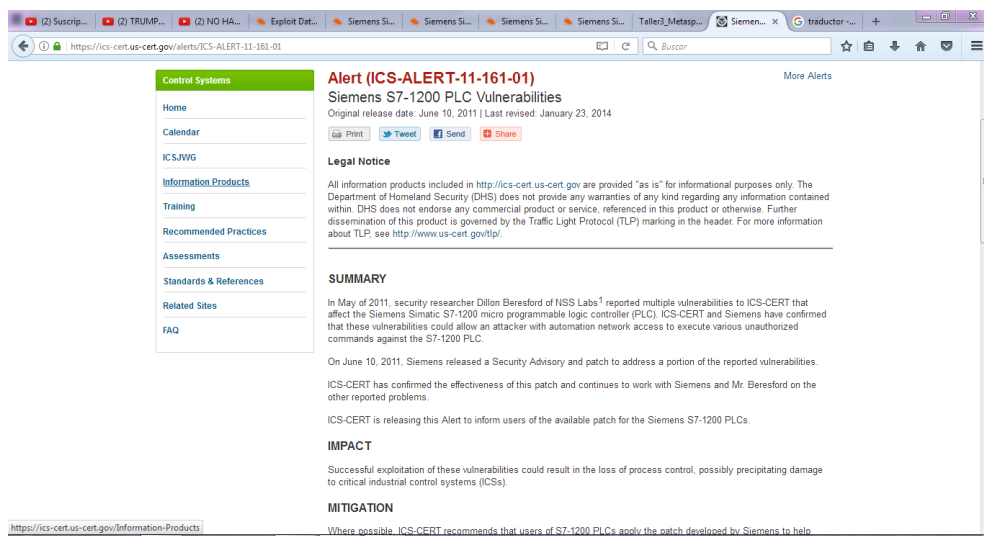 (2) Suscrip...
(2) TRUMP...
(2) NO HA...
Exploit Dat...
Siemens Si...
Siemens Si...
Siemens Si...
Siemens Si...
Taller3_Metasp...
Siemen...
traductor -...
https://ics-cert.us-cert.gov/alerts/ICS-ALERT-11-161-01
Buscar
Control Systems
Home
Calendar
ICSJWG
Information Products
Training
Recommended Practices
Assessments
Standards & References
Related Sites
FAQ
Alert (ICS-ALERT-11-161-01)
More Alerts
Siemens S7-1200 PLC Vulnerabilities
Original release date: June 10, 2011 | Last revised: January 23, 2014
Print
Tweet
Send
Share
Legal Notice
All information products included in http://ics-cert.us-cert.gov are provided "as is" for informational purposes only. The
Department of Homeland Security (DHS) does not provide any warranties of any kind regarding any information contained
within. DHS does not endorse any commercial product or service, referenced in this product or otherwise. Further
dissemination of this product is governed by the Traffic Light Protocol (TLP) marking in the header. For more information
about TLP, see http://www.us-cert.gov/tlp/.
SUMMARY
In May of 2011, security researcher Dillon Beresford of NSS Labs1 reported multiple vulnerabilities to ICS-CERT that
affect the Siemens Simatic S7-1200 micro programmable logic controller (PLC). ICS-CERT and Siemens have confirmed
that these vulnerabilities could allow an attacker with automation network access to execute various unauthorized
commands against the S7-1200 PLC.
On June 10, 2011, Siemens released a Security Advisory and patch to address a portion of the reported vulnerabilities.
ICS-CERT has confirmed the effectiveness of this patch and continues to work with Siemens and Mr. Beresford on the
other reported problems.
ICS-CERT is releasing this Alert to inform users of the available patch for the Siemens S7-1200 PLCs.
IMPACT
Successful exploitation of these vulnerabilities could result in the loss of process control, possibly precipitating damage
to critical industrial control systems (ICSs).
MITIGATION
Where possible, ICS-CERT recommends that users of S7-1200 PLCs apply the patch developed by Siemens to help
https://ics-cert.us-cert.gov/Information-Products